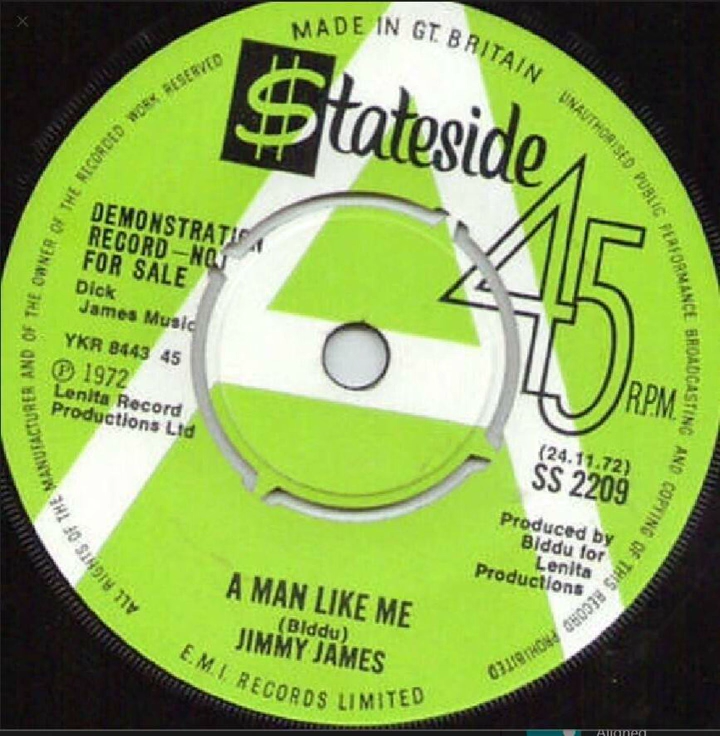 MADE IN GT. BRITAIN
$tateside
45
R.P.M.
DEMONSTRATION
RECORD—NOT
FOR SALE
Dick
James Music
YKR 8443 45
Ⓟ 1972
Lenita Record
Productions Ltd
(24.11.72)
SS 2209
Produced by
Biddu for
Lenita
Productions
A MAN LIKE ME
(Biddu)
JIMMY JAMES
E.M.I. RECORDS LIMITED
ALL RIGHTS OF THE MANUFACTURER AND OF THE OWNER OF THE RECORDED WORK RESERVED
UNAUTHORISED PUBLIC PERFORMANCE BROADCASTING AND COPYING OF THIS RECORD PROHIBITED